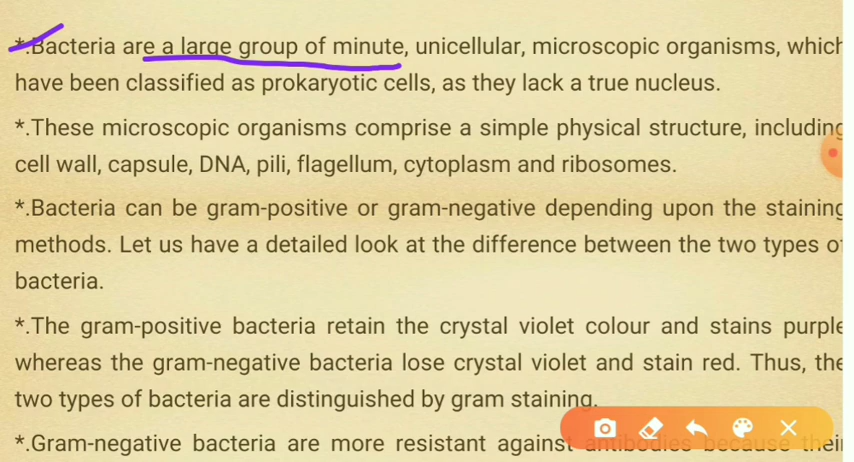 *.Bacteria are a large group of minute, unicellular, microscopic organisms, which
have been classified as prokaryotic cells, as they lack a true nucleus.
*.These microscopic organisms comprise a simple physical structure, including
cell wall, capsule, DNA, pili, flagellum, cytoplasm and ribosomes.
*.Bacteria can be gram-positive or gram-negative depending upon the staining
methods. Let us have a detailed look at the difference between the two types of
bacteria.
*.The gram-positive bacteria retain the crystal violet colour and stains purple
whereas the gram-negative bacteria lose crystal violet and stain red. Thus, the
two types of bacteria are distinguished by gram staining.
*.Gram-negative bacteria are more resistant against antibodies because their